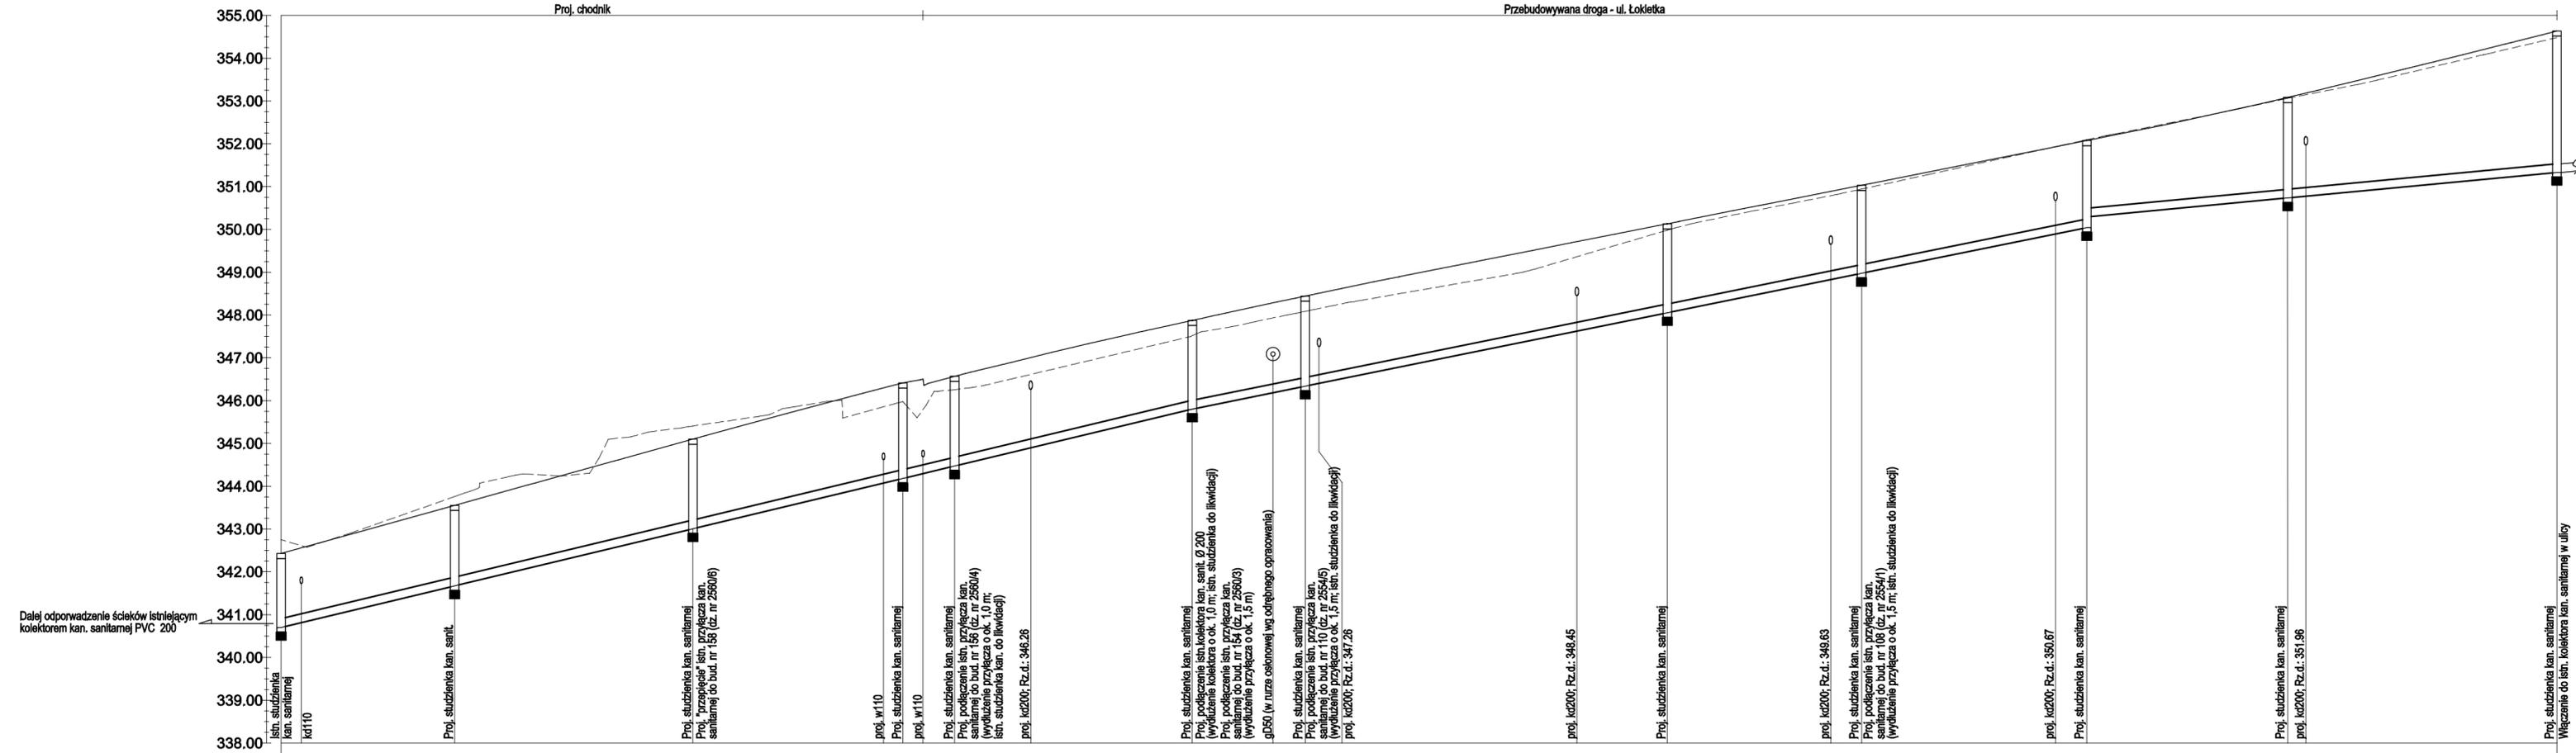 Proj. chodnik
Przebudowywana droga - ul. Łokietka
355.00
354.00
353.00
352.00
351.00
350.00
349.00
348.00
347.00
346.00
345.00
344.00
343.00
342.00
341.00
340.00
339.00
338.00
Dalej odporwadzenie ścieków istniejącym
kolektorem kan. sanitarnej PVC 200
istn. studzienka
kan. sanitarnej
kd110
Proj. studzienka kan. sanit.
Proj. studzienka kan. sanitarnej
Proj. "przepięcie" istn. przyłącza kan.
sanitarnej do bud. nr 158 (dz. nr 2560/6)
proj. w110
Proj. studzienka kan. sanitarnej
proj. w110
Proj. studzienka kan. sanitarnej
Proj. podłączenie istn. przyłącza kan.
sanitarnej do bud. nr 156 (dz. nr 2560/4)
(wydłużenie przyłącza o ok. 1,0 m;
istn. studzienka kan. do likwidacji)
proj. kd200; Rz.d.: 346.26
Proj. studzienka kan. sanitarnej
Proj. podłączenie istn.kolektora kan. sanit. Ø 200
(wydłużenie kolektora o ok. 1,0 m; istn. studzienka do likwidacji)
Proj. podłączenie istn. przyłącza kan.
sanitarnej do bud. nr 154 (dz. nr 2560/3)
(wydłużenie przyłącza o ok. 1,5 m)
gD50 (w rurze osłonowej wg odrębnego opracowania)
Proj. studzienka kan. sanitarnej
Proj. podłączenie istn. przyłącza kan.
sanitarnej do bud. nr 110 (dz. nr 2554/5)
(wydłużenie przyłącza o ok. 1,5 m; istn. studzienka do likwidacji)
proj. kd200; Rz.d.: 347.26
proj. kd200; Rz.d.: 348.45
Proj. studzienka kan. sanitarnej
proj. kd200; Rz.d.: 349.63
Proj. studzienka kan. sanitarnej
Proj. podłączenie istn. przyłącza kan.
sanitarnej do bud. nr 108 (dz. nr 2554/1)
(wydłużenie przyłącza o ok. 1,5 m; istn. studzienka do likwidacji)
proj. kd200; Rz.d.: 350.67
Proj. studzienka kan. sanitarnej
Proj. studzienka kan. sanitarnej
proj. kd200; Rz.d.: 351.96
Proj. studzienka kan. sanitarnej
Włączenie do istn. kolektora kan. sanitarnej w ulicy